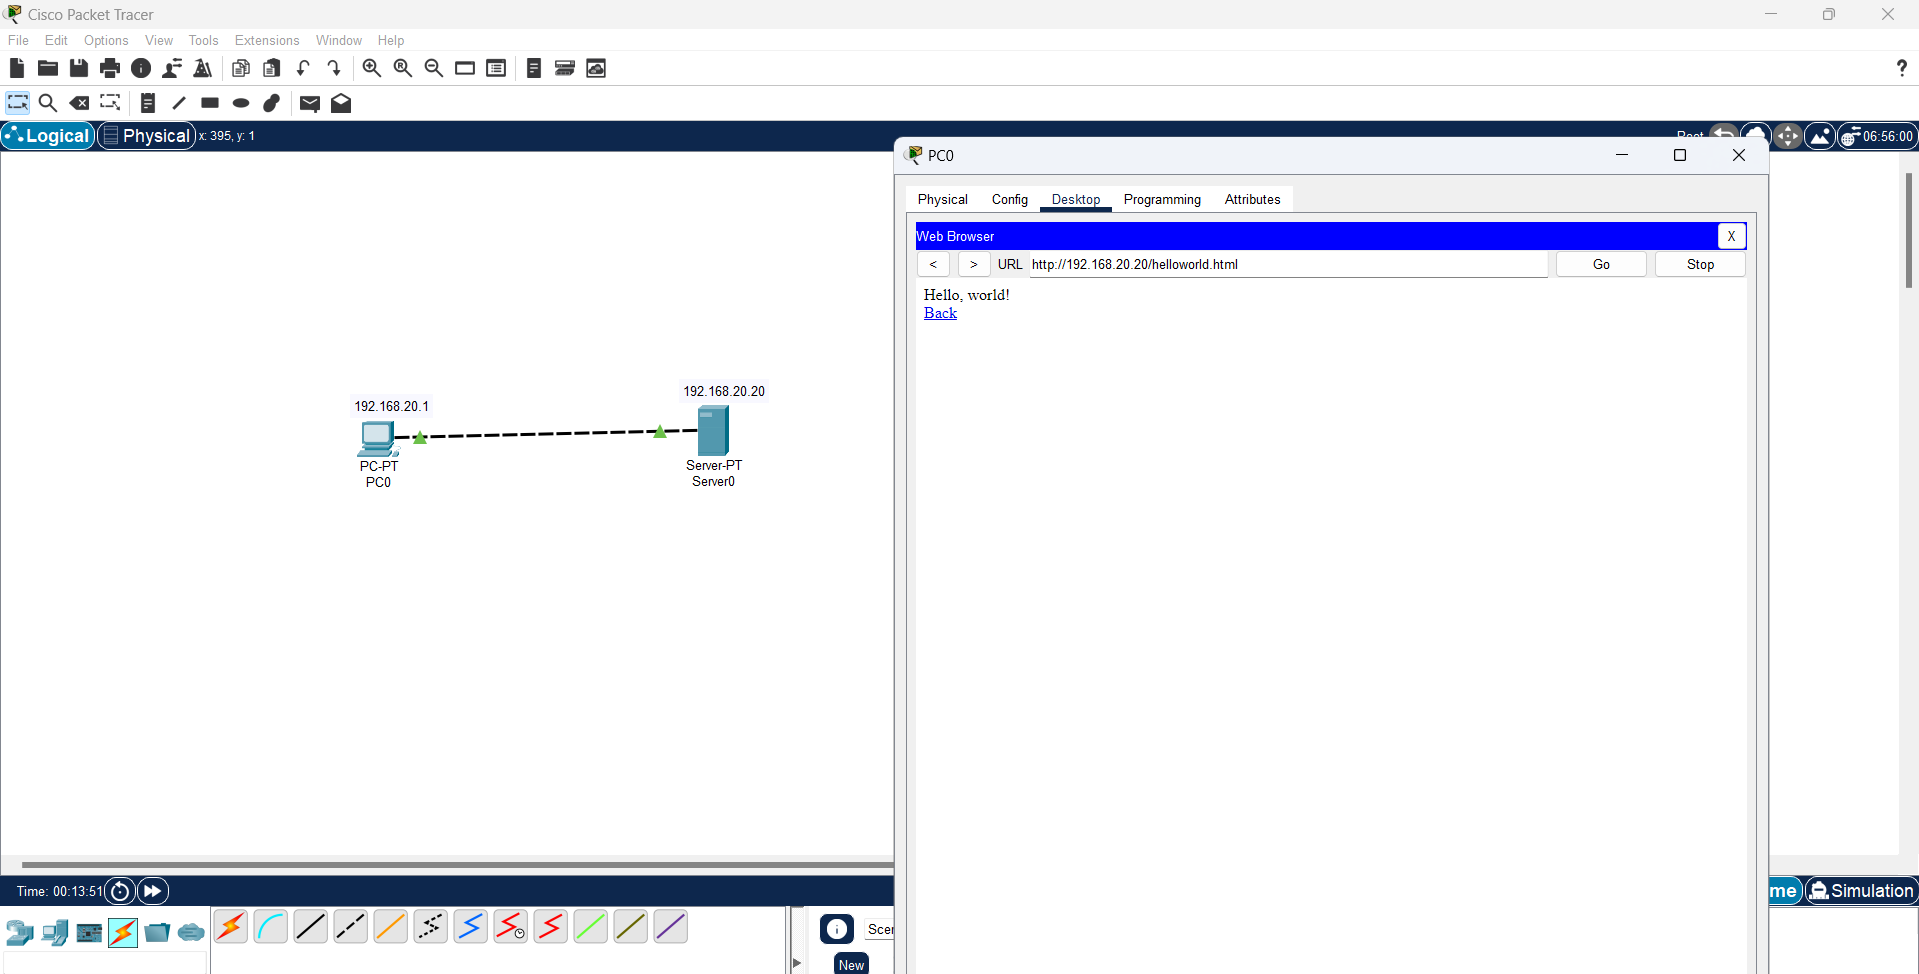 Cisco Packet Tracer
File Edit Options View Tools Extensions Window Help
?
Logical Physical x: 395, y: 1
06:56:00
PC0
Physical Config Desktop Programming Attributes
Web Browser X
< > URL http://192.168.20.20/helloworld.html Go Stop
Hello, world!
Back
192.168.20.20
192.168.20.1
PC-PT
PC0
Server-PT
Server0
Time: 00:13:51
me Simulation
Scer
New